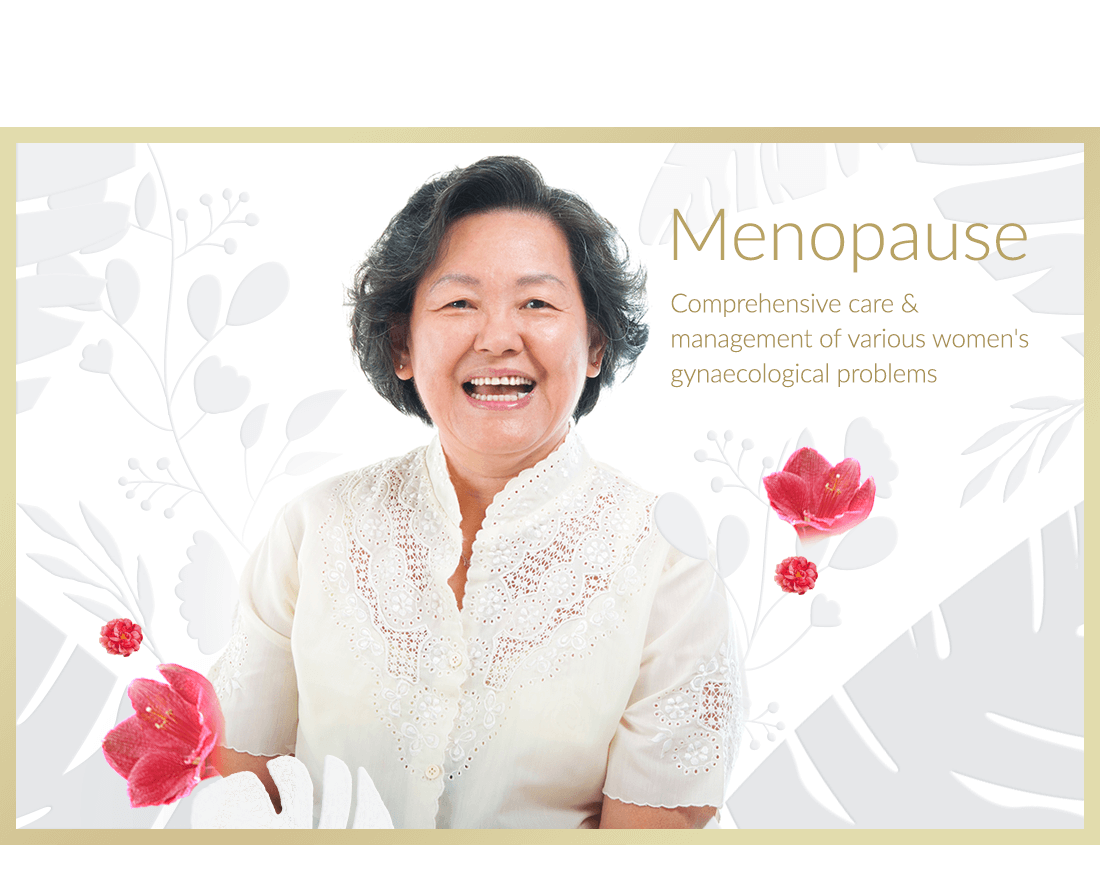 Menopause
Comprehensive care &
management of various women's
gynaecological problems